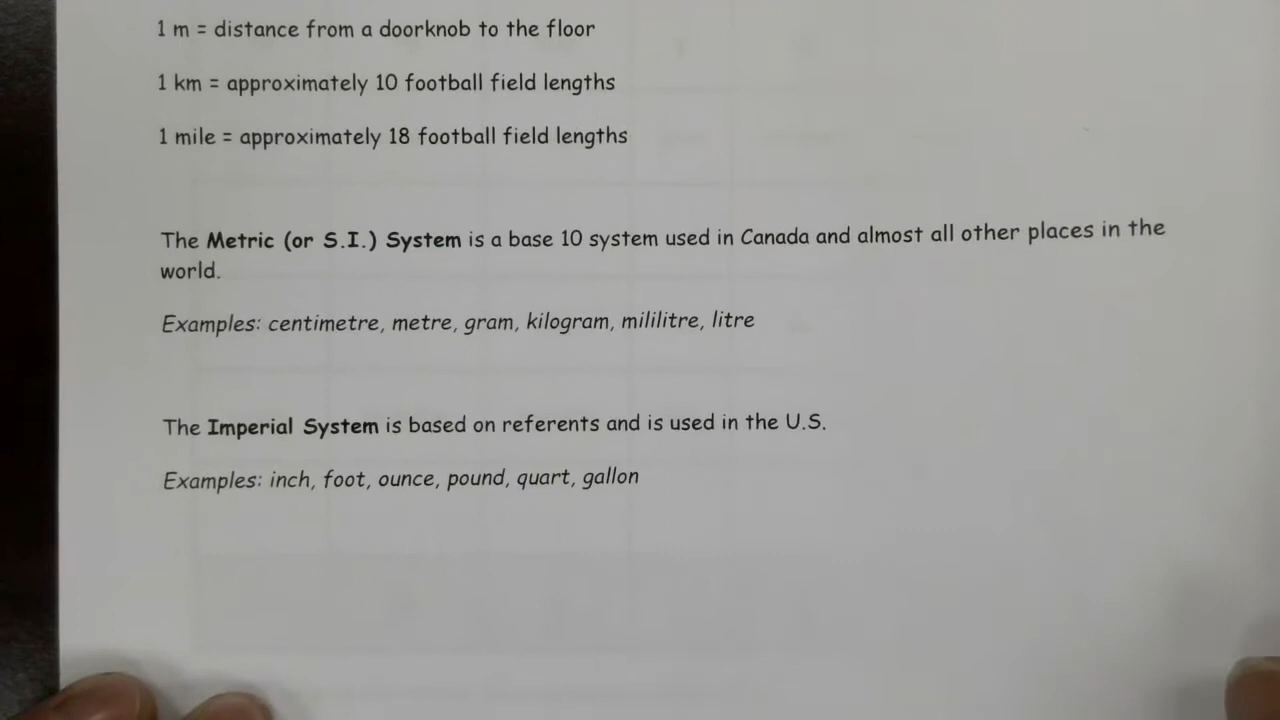 1 m = distance from a doorknob to the floor
1 km = approximately 10 football field lengths
1 mile = approximately 18 football field lengths
The Metric (or S.I.) System is a base 10 system used in Canada and almost all other places in the
world.
Examples: centimetre, metre, gram, kilogram, mililitre, litre
The Imperial System is based on referents and is used in the U.S.
Examples: inch, foot, ounce, pound, quart, gallon